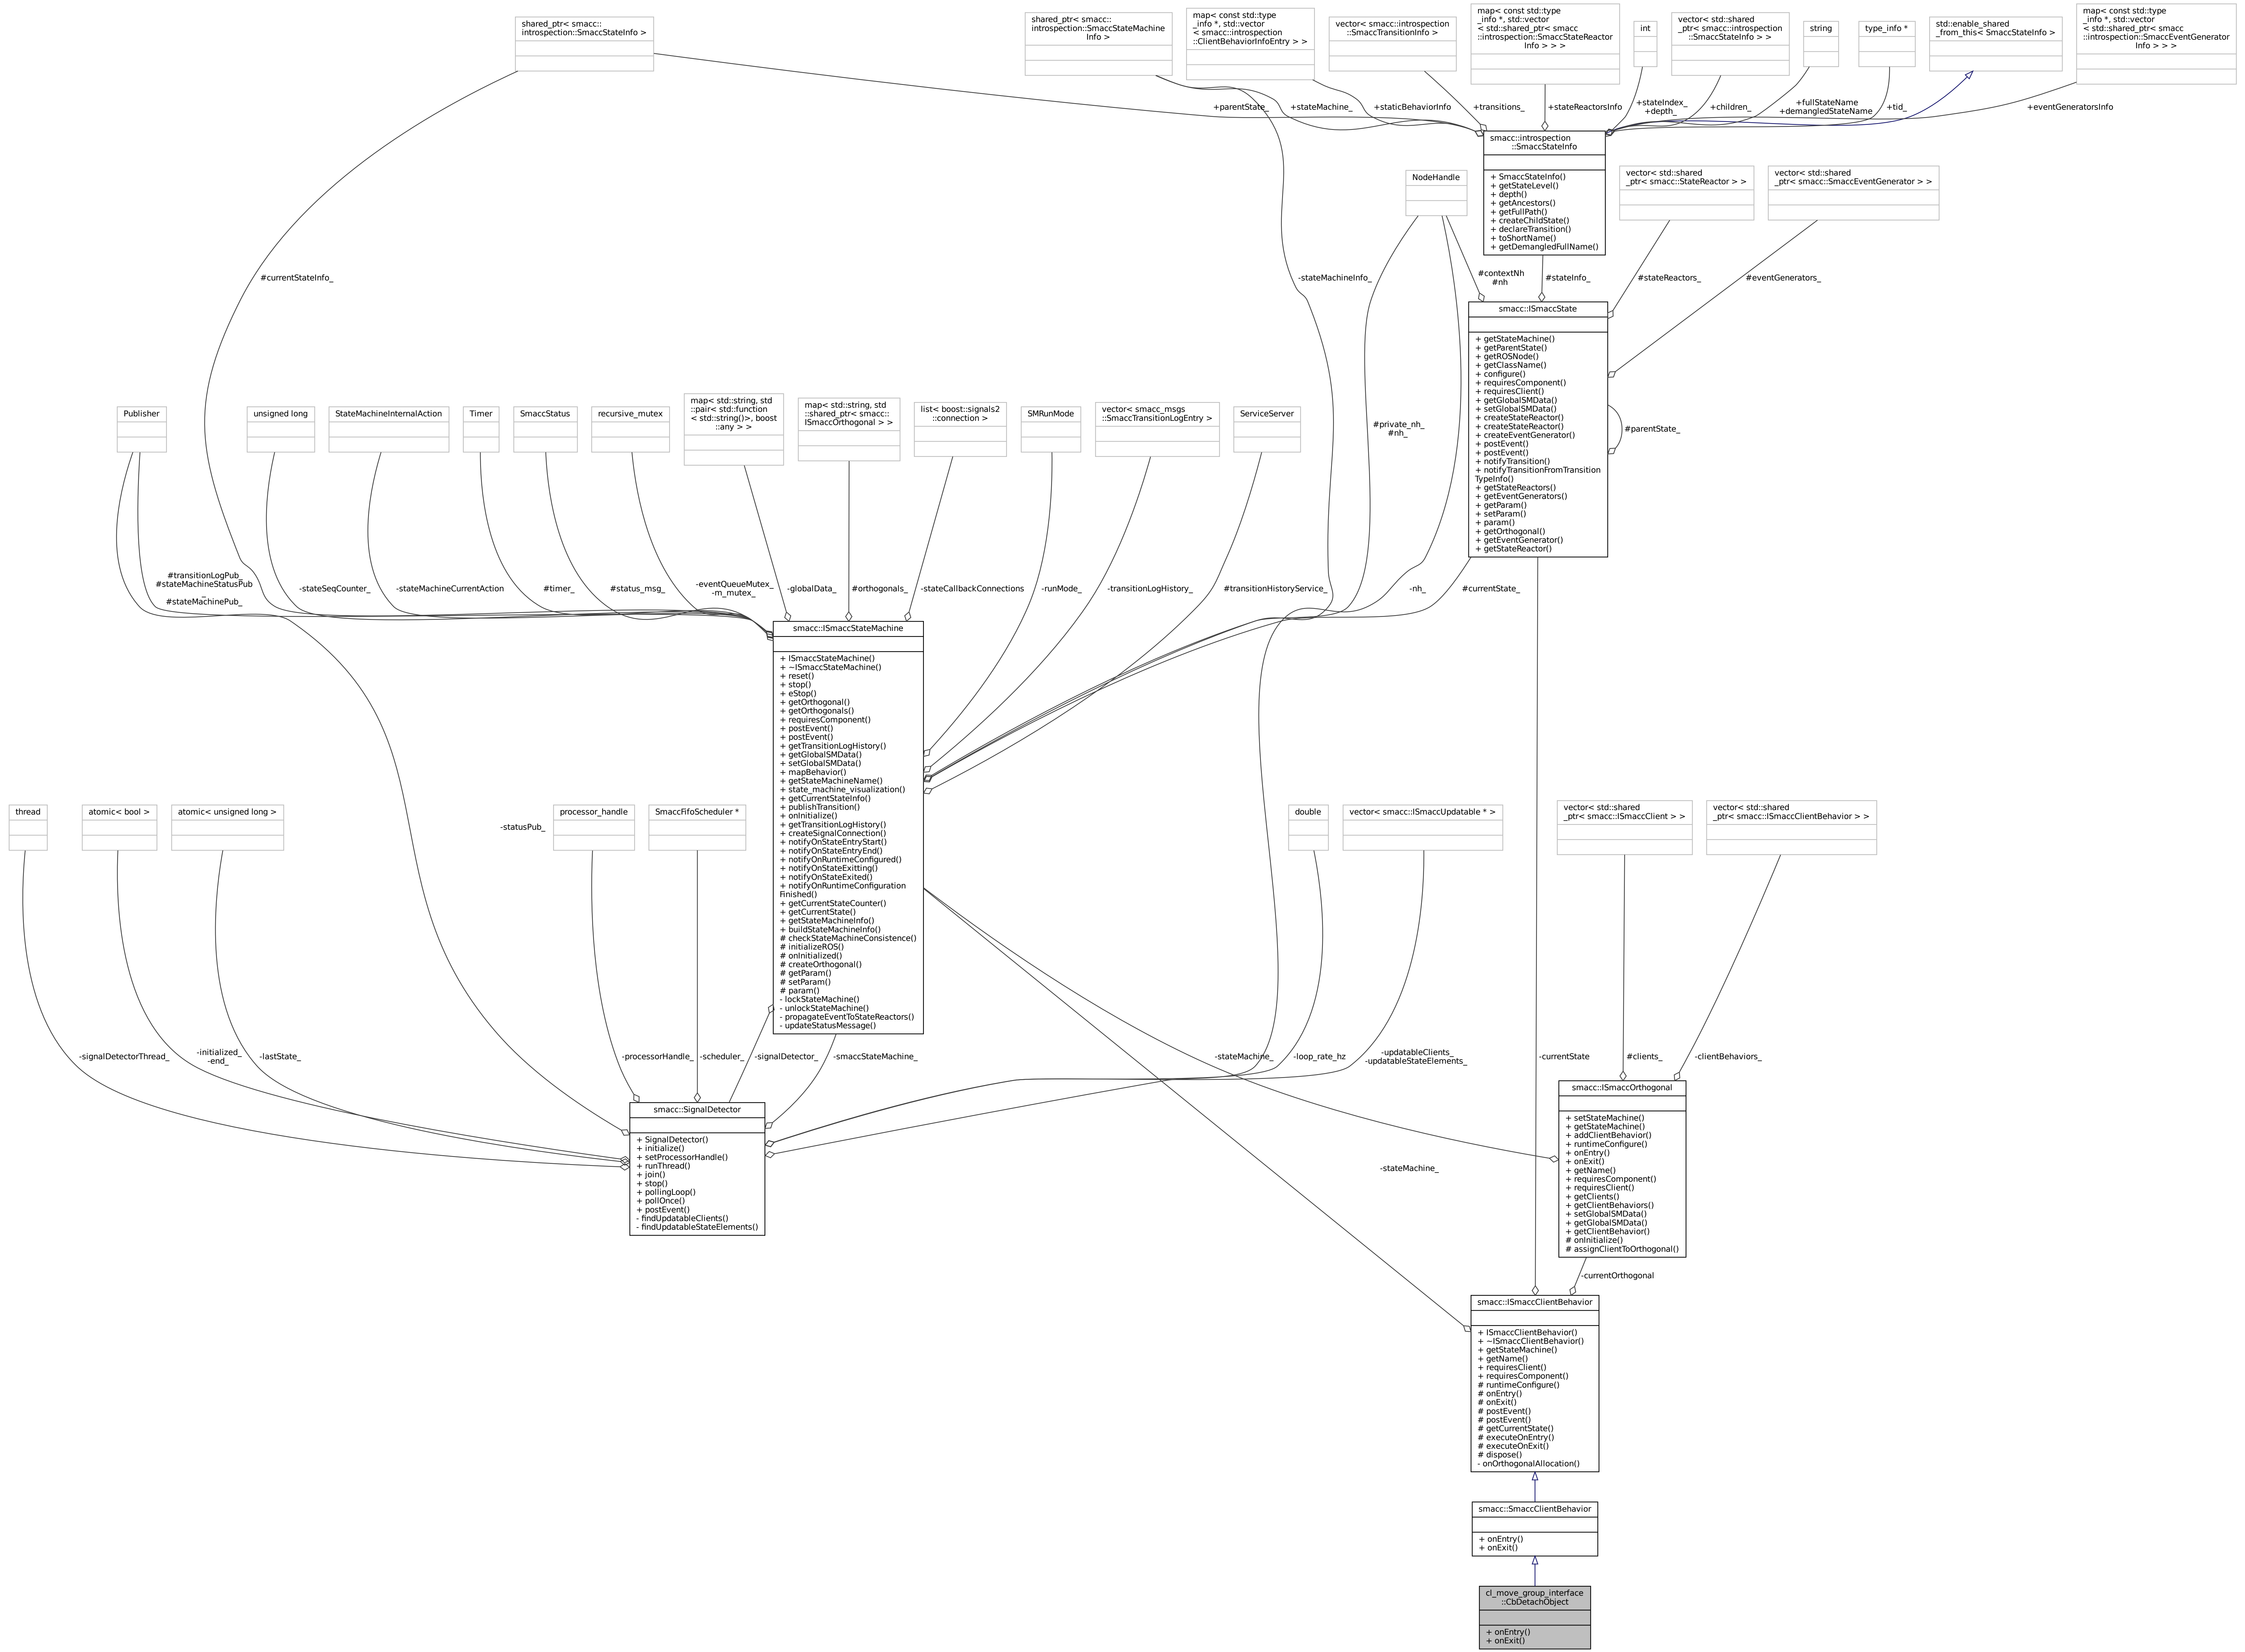 shared_ptr< smacc::
introspection::SmaccStateInfo >
shared_ptr< smacc::
introspection::SmaccStateMachine
Info >
map< const std::type
_info *, std::vector
< smacc::introspection
::ClientBehaviorInfoEntry > >
vector< smacc::introspection
::SmaccTransitionInfo >
map< const std::type
_info *, std::vector
< std::shared_ptr< smacc
::introspection::SmaccStateReactor
Info > > >
int
vector< std::shared
_ptr< smacc::introspection
::SmaccStateInfo > >
string
type_info *
std::enable_shared
_from_this< SmaccStateInfo >
map< const std::type
_info *, std::vector
< std::shared_ptr< smacc
::introspection::SmaccEventGenerator
Info > > >
+parentState_
+stateMachine_
+staticBehaviorInfo
+transitions_
+stateReactorsInfo
+stateIndex_
+depth_
+children_
+fullStateName
+demangledStateName
+tid_
+eventGeneratorsInfo
smacc::introspection
::SmaccStateInfo
+ SmaccStateInfo()
+ getStateLevel()
+ depth()
+ getAncestors()
+ getFullPath()
+ createChildState()
+ declareTransition()
+ toShortName()
+ getDemangledFullName()
NodeHandle
vector< std::shared
_ptr< smacc::StateReactor > >
vector< std::shared
_ptr< smacc::SmaccEventGenerator > >
#currentStateInfo_
-stateMachineInfo_
#contextNh
#nh
#stateInfo_
#stateReactors_
#eventGenerators_
smacc::ISmaccState
+ getStateMachine()
+ getParentState()
+ getROSNode()
+ getClassName()
+ configure()
+ requiresComponent()
+ requiresClient()
+ getGlobalSMData()
+ setGlobalSMData()
+ createStateReactor()
+ createStateReactor()
+ createEventGenerator()
+ postEvent()
+ postEvent()
+ notifyTransition()
+ notifyTransitionFromTransition
TypeInfo()
+ getStateReactors()
+ getEventGenerators()
+ getParam()
+ setParam()
+ param()
+ getOrthogonal()
+ getEventGenerator()
+ getStateReactor()
#parentState_
#private_nh_
#nh_
Publisher
unsigned long
StateMachineInternalAction
Timer
SmaccStatus
recursive_mutex
map< std::string, std
::pair< std::function
< std::string()>, boost
::any > >
map< std::string, std
::shared_ptr< smacc::
ISmaccOrthogonal > >
list< boost::signals2
::connection >
SMRunMode
vector< smacc_msgs
::SmaccTransitionLogEntry >
ServiceServer
#transitionLogPub_
#stateMachineStatusPub
_
#stateMachinePub_
-stateSeqCounter_
-stateMachineCurrentAction
#timer_
#status_msg_
-eventQueueMutex_
-m_mutex_
-globalData_
#orthogonals_
-stateCallbackConnections
-runMode_
-transitionLogHistory_
#transitionHistoryService_
-nh_
#currentState_
smacc::ISmaccStateMachine
+ ISmaccStateMachine()
+ ~ISmaccStateMachine()
+ reset()
+ stop()
+ eStop()
+ getOrthogonal()
+ getOrthogonals()
+ requiresComponent()
+ postEvent()
+ postEvent()
+ getTransitionLogHistory()
+ getGlobalSMData()
+ setGlobalSMData()
+ mapBehavior()
+ getStateMachineName()
+ state_machine_visualization()
+ getCurrentStateInfo()
+ publishTransition()
+ onInitialize()
+ getTransitionLogHistory()
+ createSignalConnection()
+ notifyOnStateEntryStart()
+ notifyOnStateEntryEnd()
+ notifyOnRuntimeConfigured()
+ notifyOnStateExitting()
+ notifyOnStateExited()
+ notifyOnRuntimeConfiguration
Finished()
+ getCurrentStateCounter()
+ getCurrentState()
+ getStateMachineInfo()
+ buildStateMachineInfo()
# checkStateMachineConsistence()
# initializeROS()
# onInitialized()
# createOrthogonal()
# getParam()
# setParam()
# param()
- lockStateMachine()
- unlockStateMachine()
- propagateEventToStateReactors()
- updateStatusMessage()
thread
atomic< bool >
atomic< unsigned long >
-statusPub_
processor_handle
SmaccFifoScheduler *
double
vector< smacc::ISmaccUpdatable * >
vector< std::shared
_ptr< smacc::ISmaccClient > >
vector< std::shared
_ptr< smacc::ISmaccClientBehavior > >
-signalDetectorThread_
-initialized_
-end_
-lastState_
-processorHandle_
-scheduler_
-signalDetector_
-smaccStateMachine_
-stateMachine_
-loop_rate_hz
-updatableClients_
-updatableStateElements_
-currentState
#clients_
-clientBehaviors_
smacc::SignalDetector
+ SignalDetector()
+ initialize()
+ setProcessorHandle()
+ runThread()
+ join()
+ stop()
+ pollingLoop()
+ pollOnce()
+ postEvent()
- findUpdatableClients()
- findUpdatableStateElements()
-stateMachine_
smacc::ISmaccOrthogonal
+ setStateMachine()
+ getStateMachine()
+ addClientBehavior()
+ runtimeConfigure()
+ onEntry()
+ onExit()
+ getName()
+ requiresComponent()
+ requiresClient()
+ getClients()
+ getClientBehaviors()
+ setGlobalSMData()
+ getGlobalSMData()
+ getClientBehavior()
# onInitialize()
# assignClientToOrthogonal()
-currentOrthogonal
smacc::ISmaccClientBehavior
+ ISmaccClientBehavior()
+ ~ISmaccClientBehavior()
+ getStateMachine()
+ getName()
+ requiresClient()
+ requiresComponent()
# runtimeConfigure()
# onEntry()
# onExit()
# postEvent()
# postEvent()
# getCurrentState()
# executeOnEntry()
# executeOnExit()
# dispose()
- onOrthogonalAllocation()
smacc::SmaccClientBehavior
+ onEntry()
+ onExit()
cl_move_group_interface
::CbDetachObject
+ onEntry()
+ onExit()